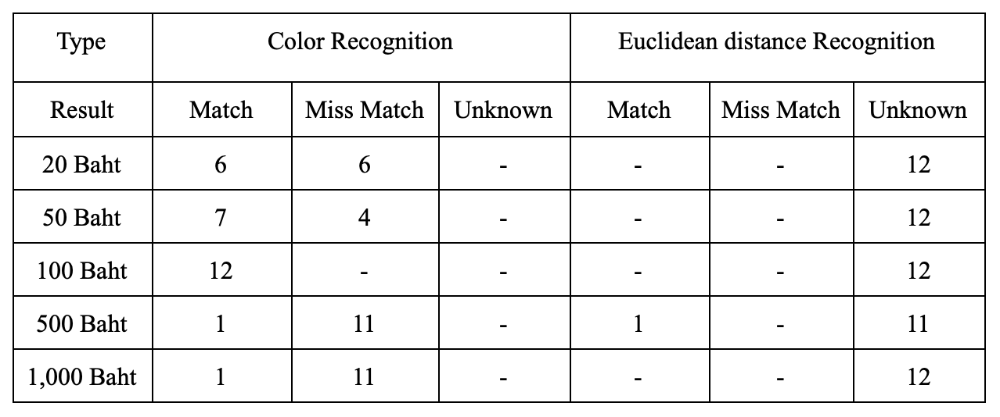 Type Color Recognition Euclidean distance Recognition
Result Match Miss Match Unknown Match Miss Match Unknown
20 Baht 6 6 - - - 12
50 Baht 7 4 - - - 12
100 Baht 12 - - - - 12
500 Baht 1 11 - 1 - 11
1,000 Baht 1 11 - - - 12